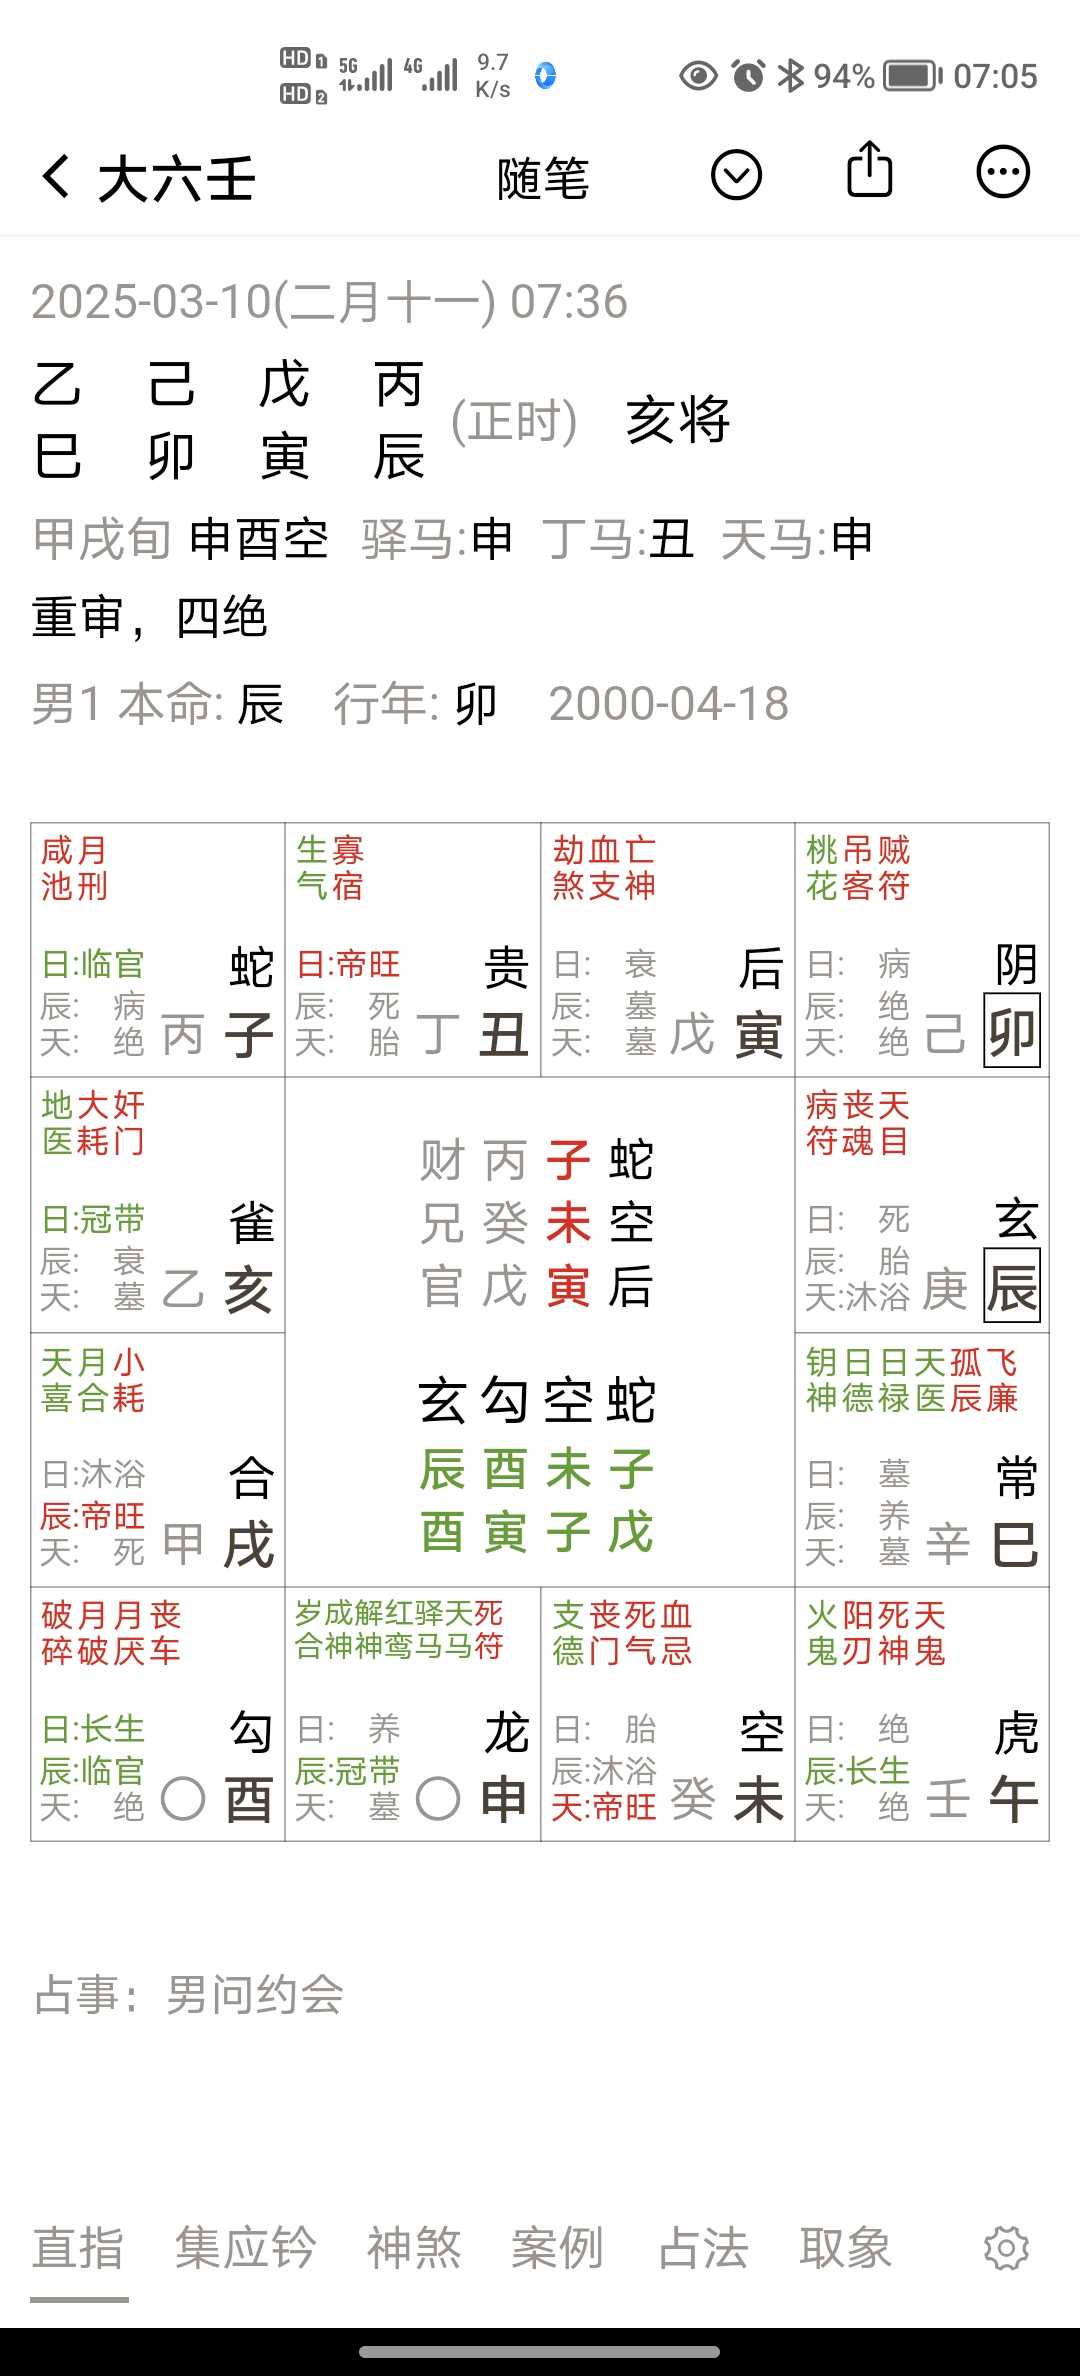 HD 1 5G 4G 9.7 94% 07:05
HD 2 K/s
大六壬 随笔
2025-03-10(二月十一) 07:36
乙 己 戊 丙
(正时) 亥将
巳 卯 寅 辰
甲戌旬 申酉空 驿马:申 丁马:丑 天马:申
重审，四绝
男1 本命: 辰 行年: 卯 2000-04-18
咸月 生寡 劫血亡 桃吊贼
池刑 气宿 煞支神 花客符
日:临官 蛇 日:帝旺 贵 日: 衰 后 日: 病 阴
辰: 病 辰: 死 辰: 墓 辰: 绝
天: 绝 丙 子 天: 胎 丁 丑 天: 墓 戊 寅 天: 绝 己 卯
地大奸 病丧天
医耗门 符魂目
财 丙 子 蛇
日:冠带 雀 兄 癸 未 空 日: 死 玄
辰: 衰 辰: 胎
天: 墓 乙 亥 官 戊 寅 后 天:沐浴 庚 辰
天月小 钥日日天孤飞
喜合耗 神德禄医辰廉
玄 勾 空 蛇
日:沐浴 合 辰 酉 未 子 日: 墓 常
辰:帝旺 辰: 养
天: 死 甲 戌 酉 寅 子 戊 天: 墓 辛 巳
破月月丧 岁成解红驿天死 支丧死血 火阳死天
碎破厌车 合神神鸾马马符 德门气忌 鬼刃神鬼
日:长生 勾 日: 养 龙 日: 胎 空 日: 绝 虎
辰:临官 辰:冠带 辰:沐浴 辰:长生
天: 绝 〇 酉 天: 墓 〇 申 天:帝旺 癸 未 天: 绝 壬 午
占事: 男问约会
直指 集应钤 神煞 案例 占法 取象